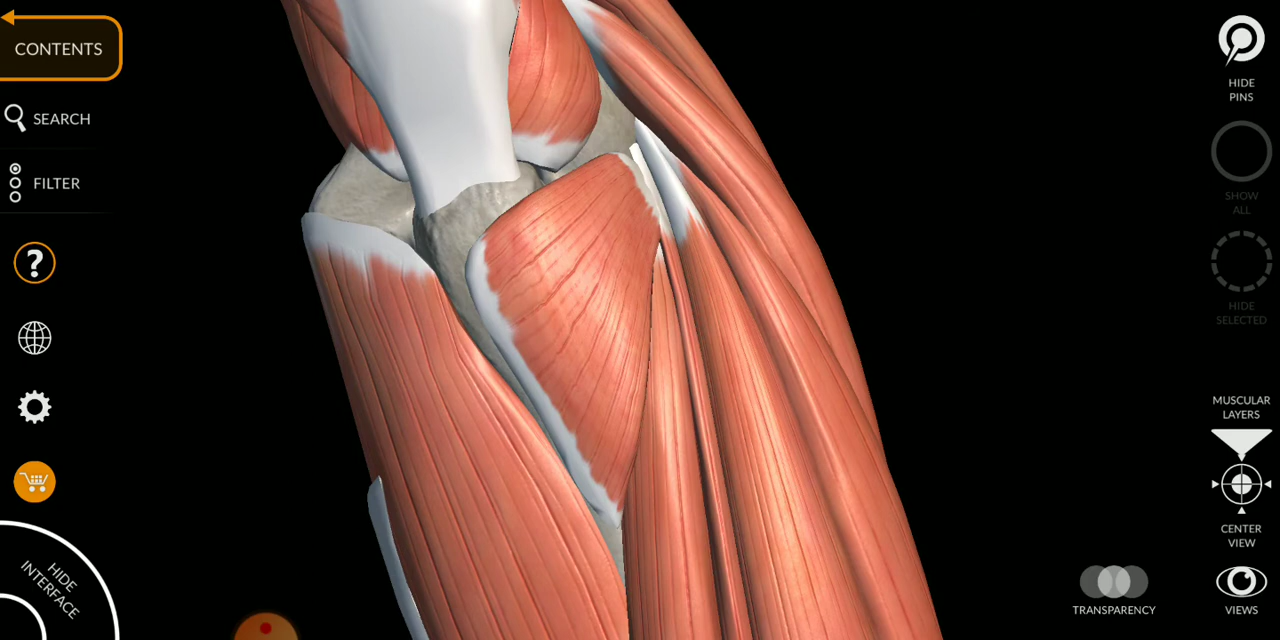 CONTENTS
SEARCH
FILTER
?
HIDE
INTERFACE
HIDE
PINS
SHOW
ALL
HIDE
SELECTED
MUSCULAR
LAYERS
CENTER
VIEW
TRANSPARENCY
VIEWS